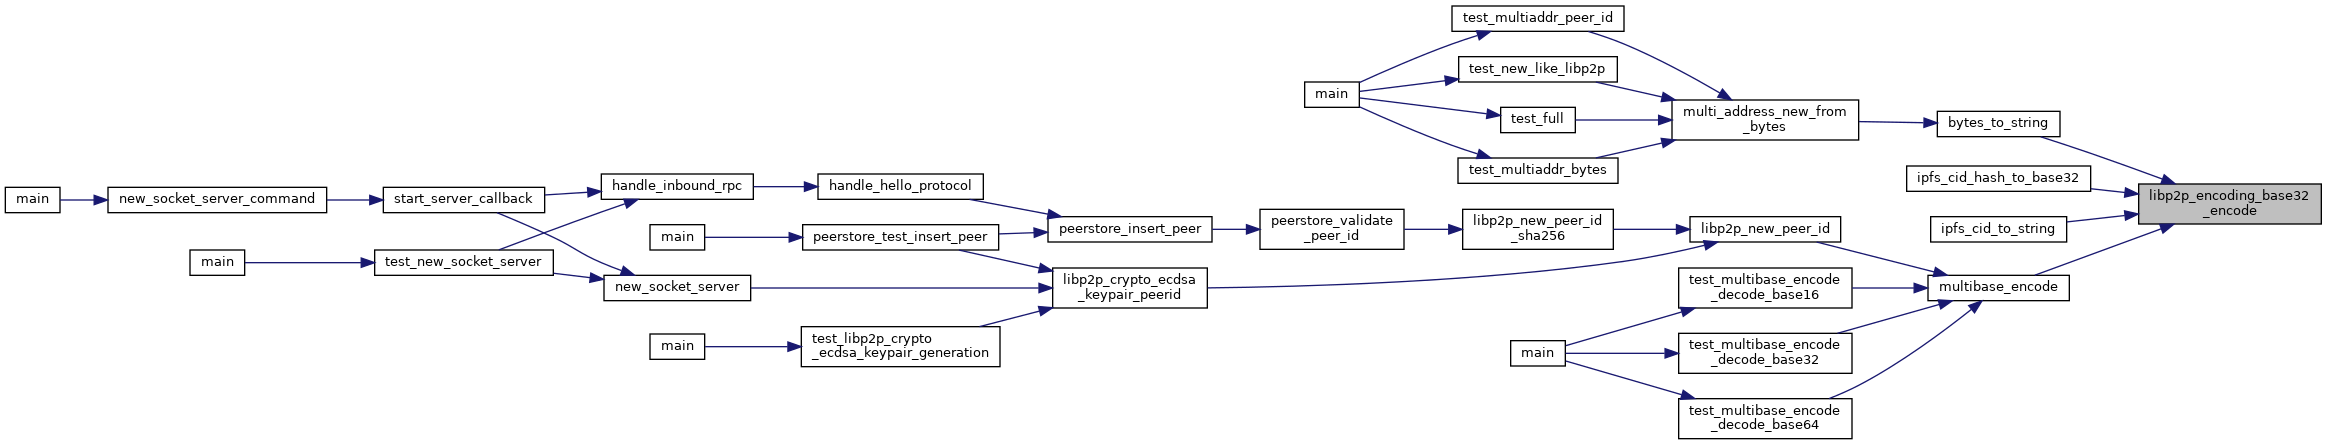 test_multiaddr_peer_id
test_new_like_libp2p
main
test_full
multi_address_new_from
_bytes
bytes_to_string
test_multiaddr_bytes
ipfs_cid_hash_to_base32
main
new_socket_server_command
start_server_callback
handle_inbound_rpc
handle_hello_protocol
libp2p_encoding_base32
_encode
peerstore_insert_peer
peerstore_validate
_peer_id
libp2p_new_peer_id
_sha256
libp2p_new_peer_id
ipfs_cid_to_string
main
peerstore_test_insert_peer
main
test_new_socket_server
new_socket_server
libp2p_crypto_ecdsa
_keypair_peerid
test_multibase_encode
_decode_base16
multibase_encode
main
test_libp2p_crypto
_ecdsa_keypair_generation
main
test_multibase_encode
_decode_base32
test_multibase_encode
_decode_base64